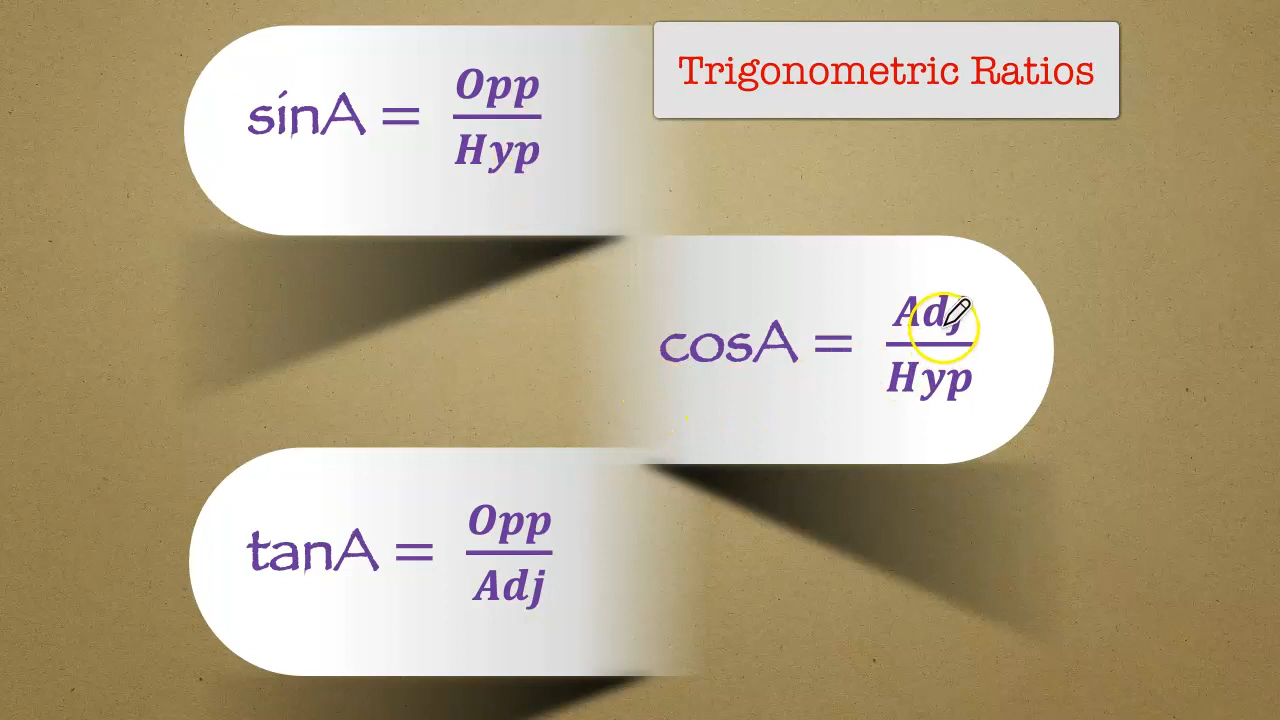 Trigonometric Ratios
sinA = Opp/Hyp
cosA = Adj/Hyp
tanA = Opp/Adj